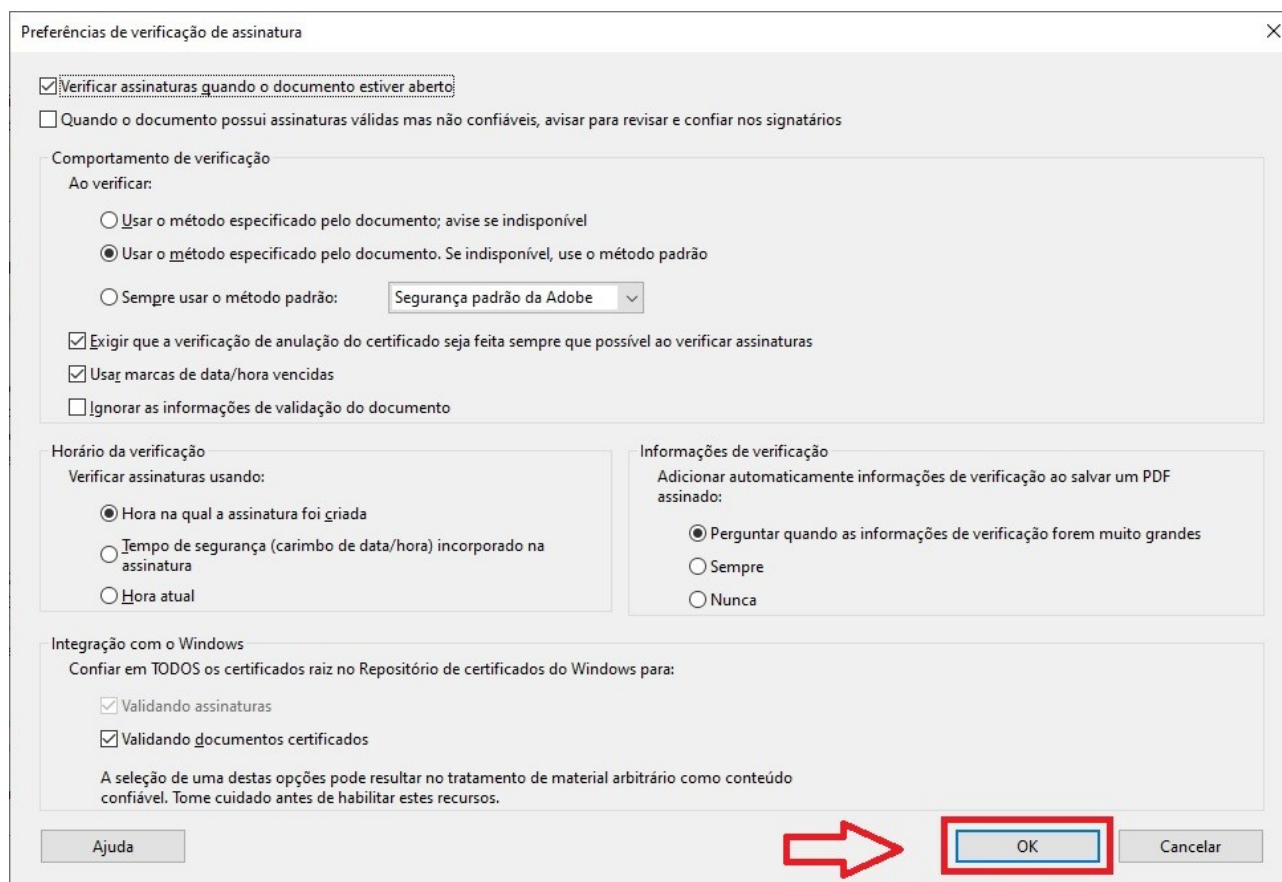 Preferências de verificação de assinatura
Verificar assinaturas quando o documento estiver aberto
Quando o documento possui assinaturas válidas mas não confiáveis, avisar para revisar e confiar nos signatários
Comportamento de verificação
Ao verificar:
Usar o método especificado pelo documento; avise se indisponível
Usar o método especificado pelo documento. Se indisponível, use o método padrão
Sempre usar o método padrão: Segurança padrão da Adobe
Exigir que a verificação de anulação do certificado seja feita sempre que possível ao verificar assinaturas
Usar marcas de data/hora vencidas
Ignorar as informações de validação do documento
Horário da verificação
Verificar assinaturas usando:
Hora na qual a assinatura foi criada
Tempo de segurança (carimbo de data/hora) incorporado na
assinatura
Hora atual
Informações de verificação
Adicionar automaticamente informações de verificação ao salvar um PDF
assinado:
Perguntar quando as informações de verificação forem muito grandes
Sempre
Nunca
Integração com o Windows
Confiar em TODOS os certificados raiz no Repositório de certificados do Windows para:
Validando assinaturas
Validando documentos certificados
A seleção de uma destas opções pode resultar no tratamento de material arbitrário como conteúdo
confiável. Tome cuidado antes de habilitar estes recursos.
Ajuda OK Cancelar